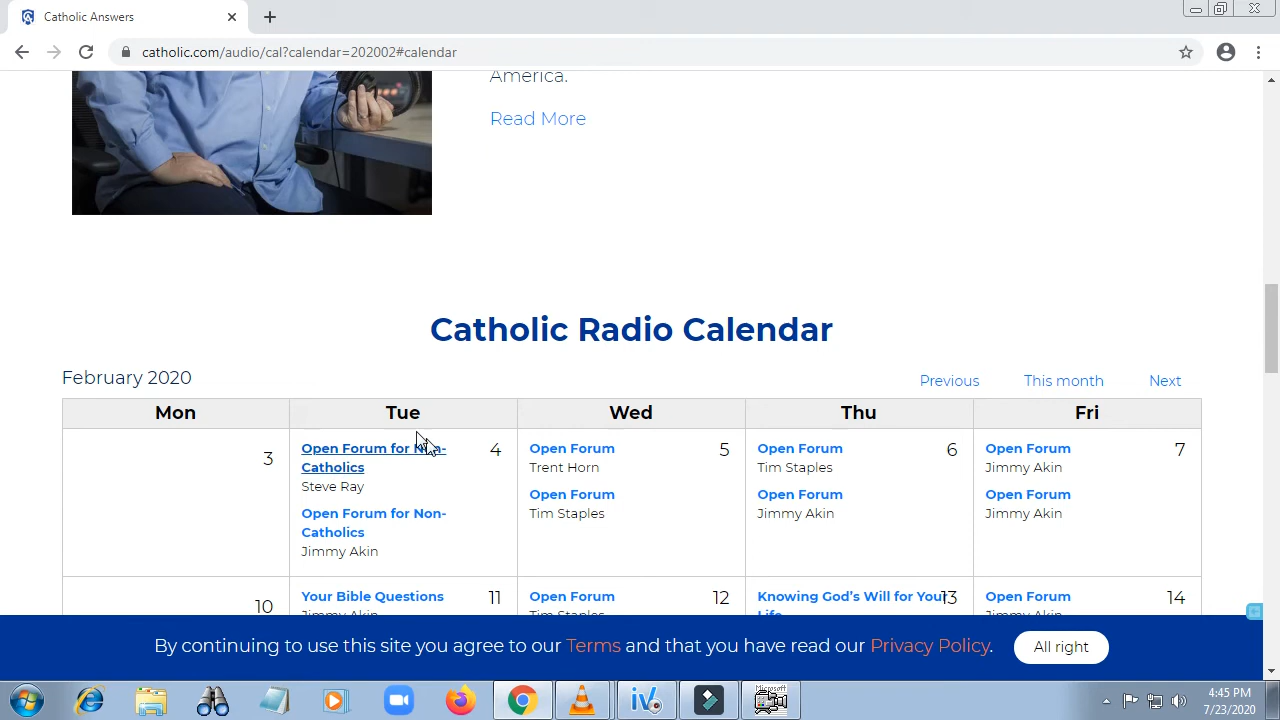 Catholic Answers
catholic.com/audio/cal?calendar=202002#calendar
America.
Read More
Catholic Radio Calendar
February 2020
Previous This month Next
Mon Tue Wed Thu Fri
3
Open Forum for Non-
Catholics
Steve Ray
Open Forum for Non-
Catholics
Jimmy Akin
4
Open Forum
Trent Horn
Open Forum
Tim Staples
5
Open Forum
Tim Staples
Open Forum
Jimmy Akin
6
Open Forum
Jimmy Akin
Open Forum
Jimmy Akin
7
10
Your Bible Questions
Jimmy Akin
11
Open Forum
Tim Staples
12
Knowing God's Will for Your
Life
13
Open Forum
Jimmy Akin
14
By continuing to use this site you agree to our Terms and that you have read our Privacy Policy.
All right
Microsoft
4:45 PM
7/23/2020